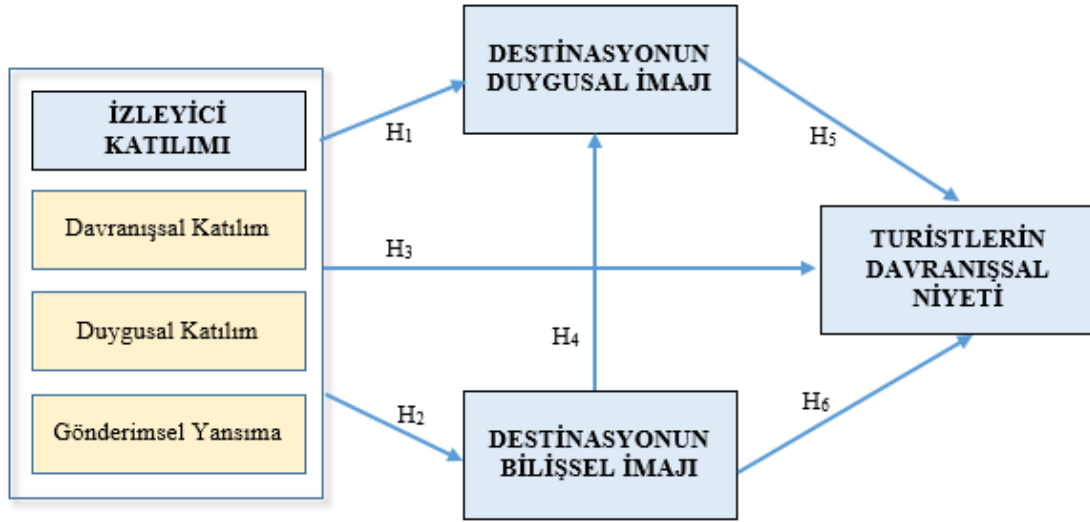 İZLEYİCİ
KATILIMI
Davranışsal Katılım
Duygusal Katılım
Gönderimsel Yansıma
H₁
H₃
H₂
DESTİNASYONUN
DUYGUSAL İMAJI
H₄
DESTİNASYONUN
BİLİŞSEL İMAJI
H₅
H₆
TURİSTLERİN
DAVRANIŞSAL
NİYETİ